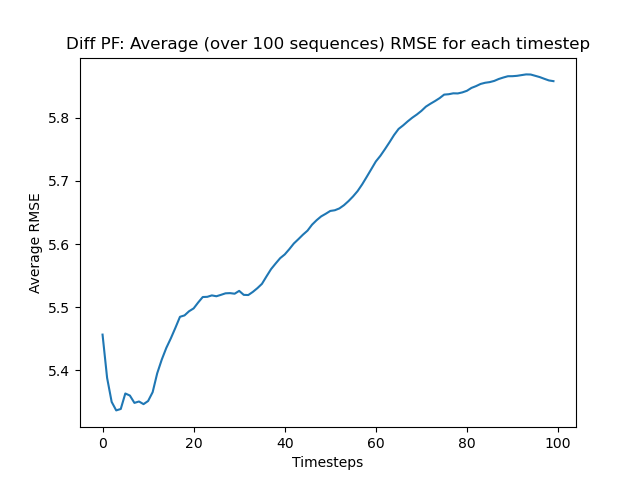 Diff PF: Average (over 100 sequences) RMSE for each timestep
Average RMSE
5.8
5.7
5.6
5.5
5.4
0 20 40 60 80 100
Timesteps